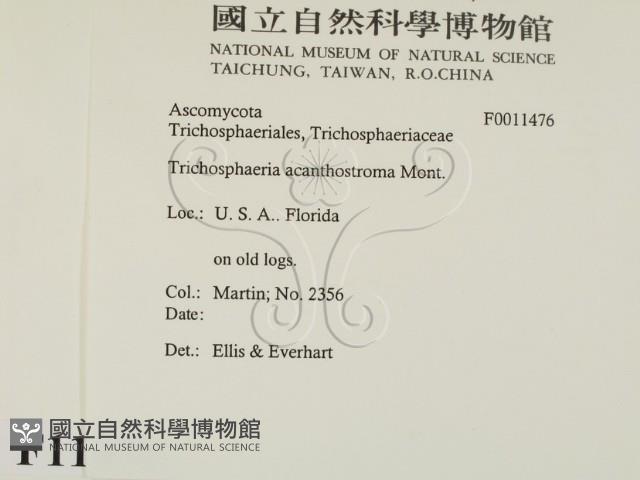 國立自然科學博物館
NATIONAL MUSEUM OF NATURAL SCIENCE
TAICHUNG, TAIWAN, R.O.CHINA
Ascomycota F0011476
Trichosphaeriales, Trichosphaeriaceae
Trichosphaeria acanthostroma Mont.
Loc.: U. S. A.. Florida
on old logs.
Col.: Martin; No. 2356
Date:
Det.: Ellis & Everhart
國立自然科學博物館
NATIONAL MUSEUM OF NATURAL SCIENCE